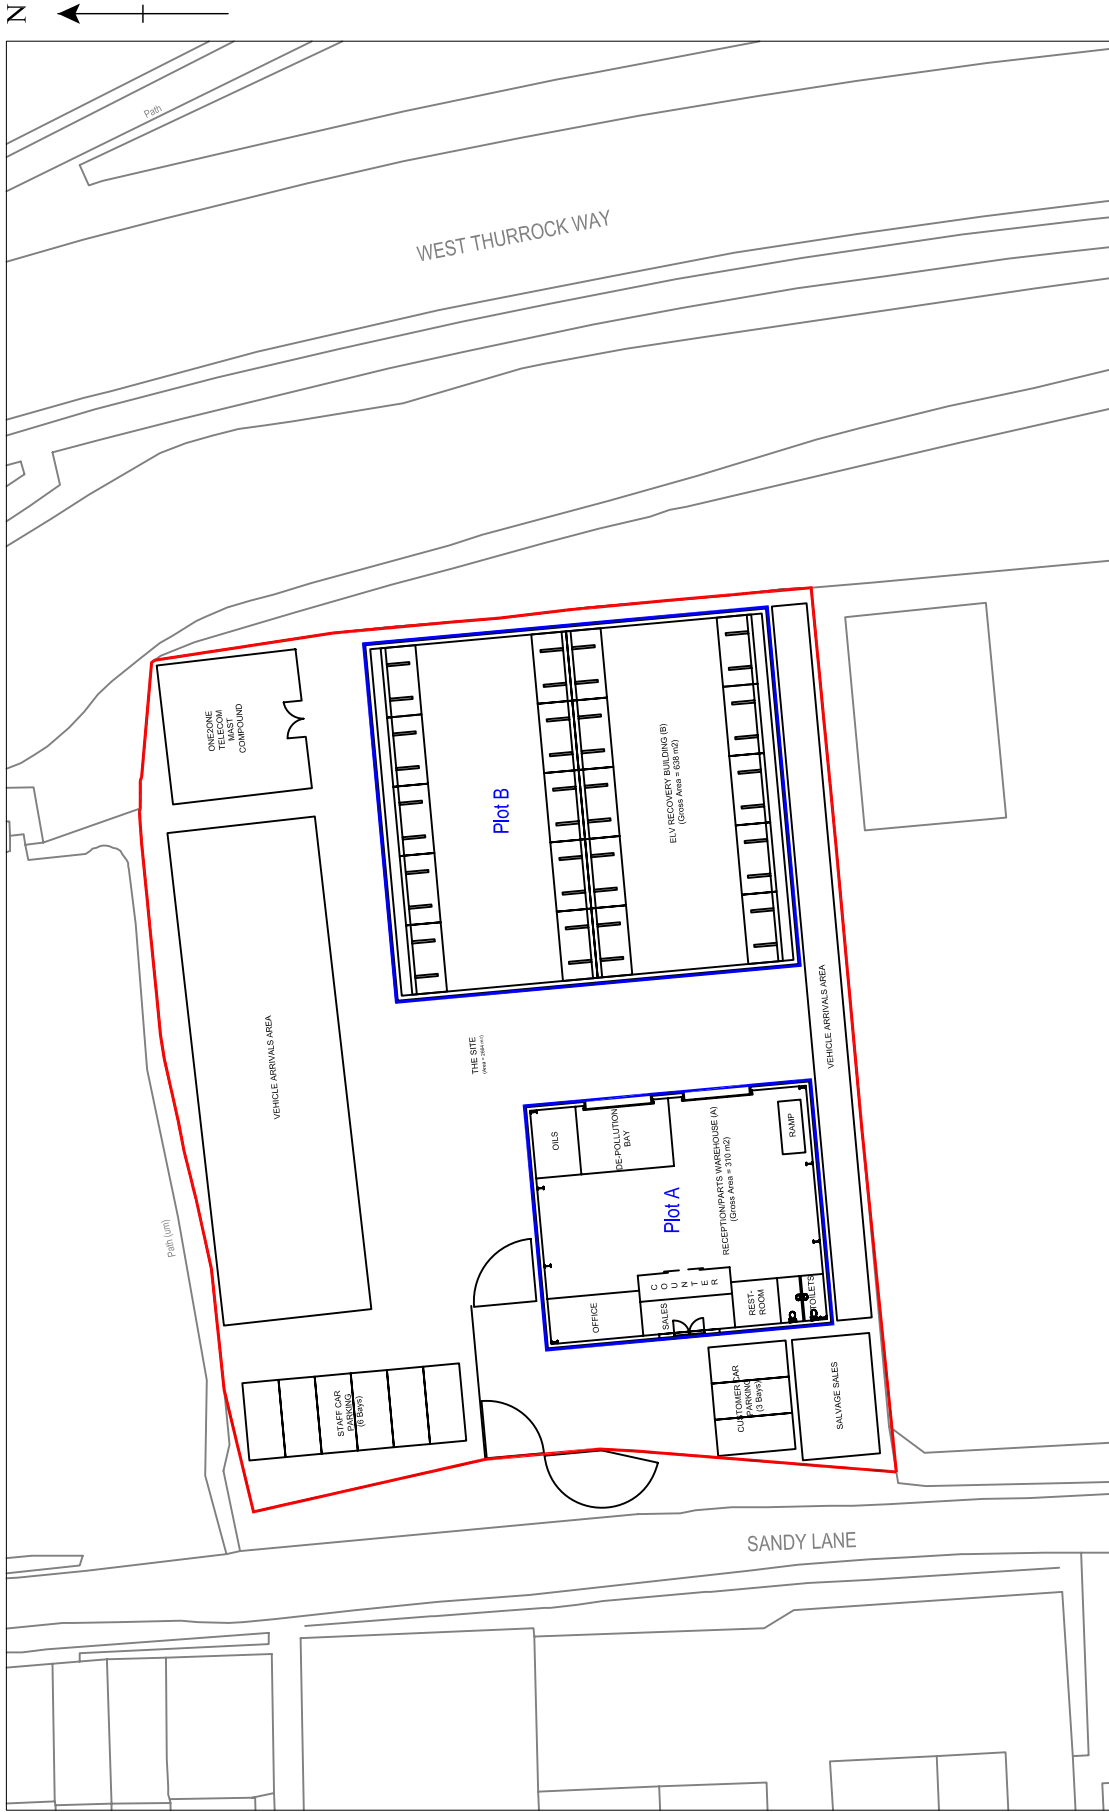 N
Path
WEST THURROCK WAY
ONE2ONE
TELECOM
MAST
COMPOUND
Plot B
ELV RECOVERY BUILDING (B)
(Gross Area = 638 m2)
VEHICLE ARRIVALS AREA
THE SITE
VEHICLE ARRIVALS AREA
Path (um)
OILS
DE-POLLUTION
BAY
RAMP
Plot A
RECEPTION/PARTS WAREHOUSE (A)
(Gross Area = 310 m2)
COUNTER
OFFICE
SALES
REST-
ROOM
TOILETS
STAFF CAR
PARKING
(6 Bays)
CUSTOMER CAR
PARKING
(3 Bays)
SALVAGE SALES
SANDY LANE